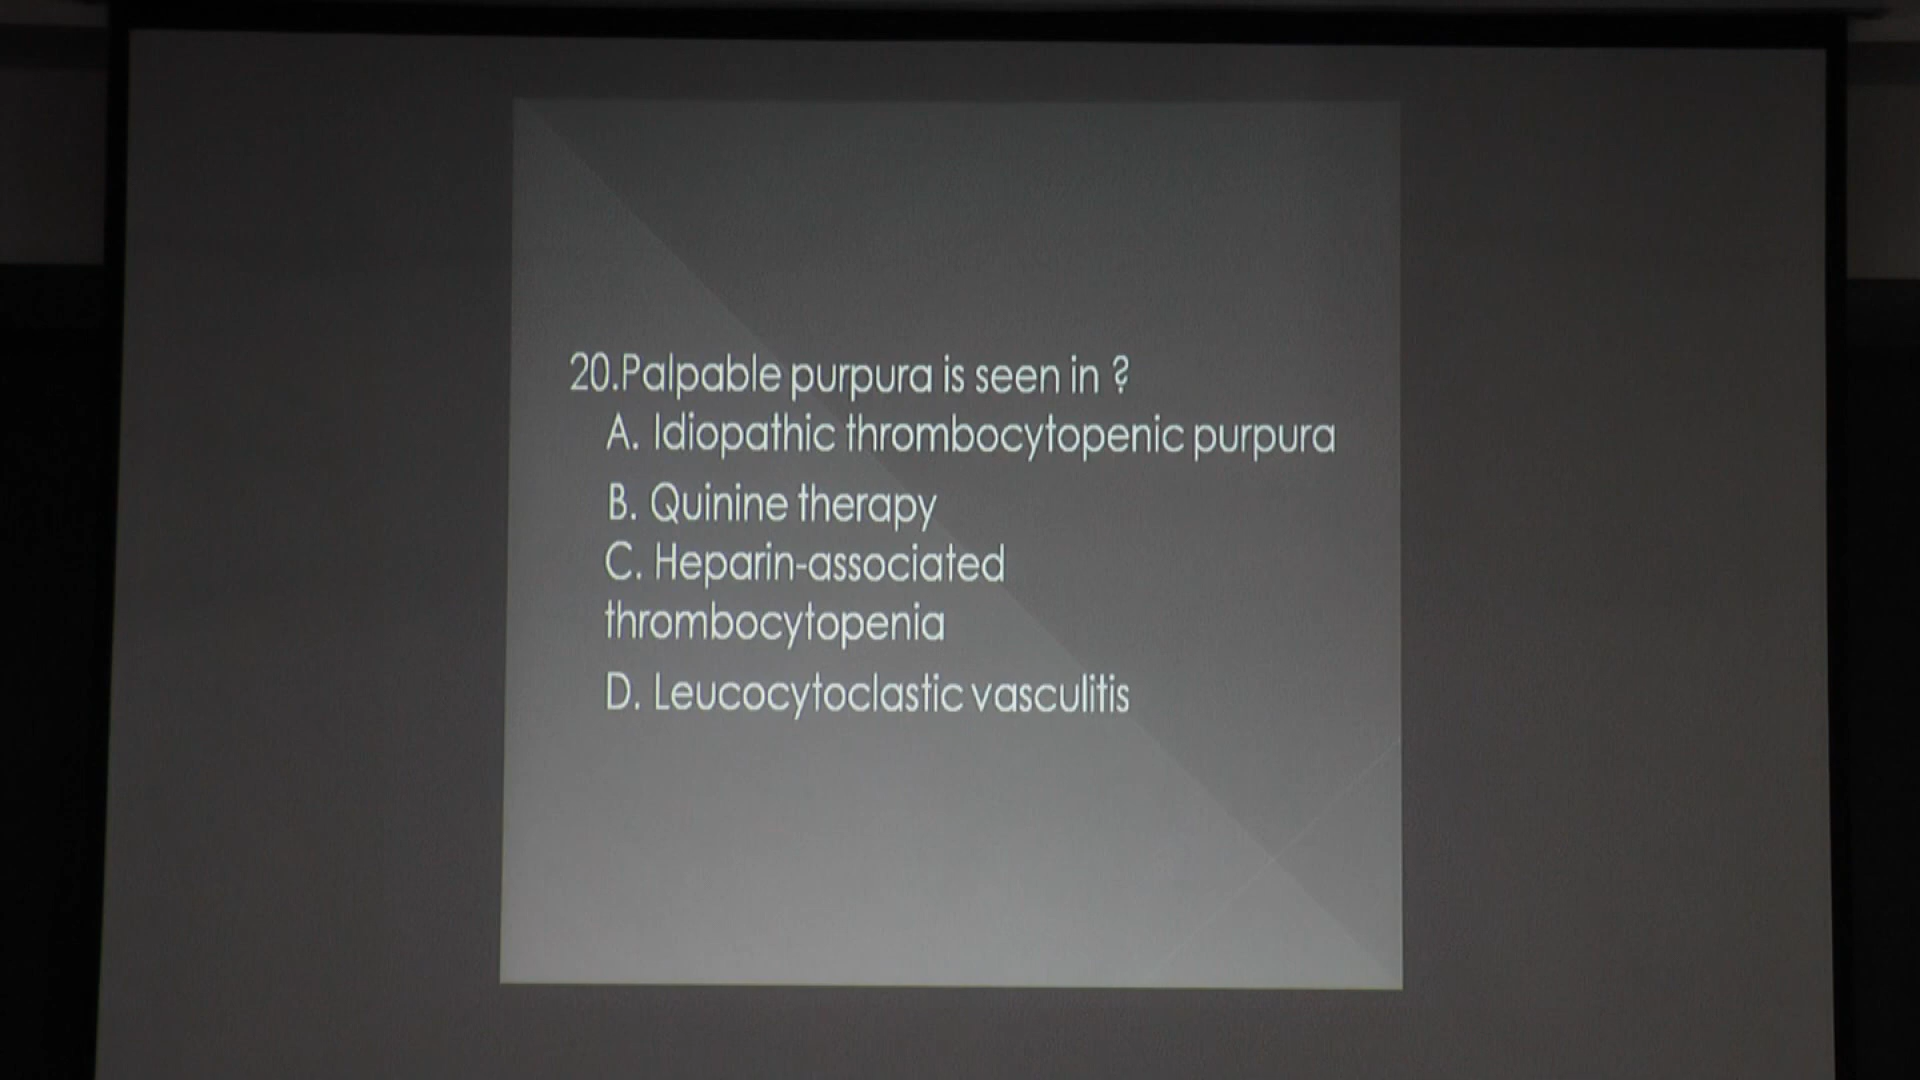 20.Palpable purpura is seen in ?
A. Idiopathic thrombocytopenic purpura
B. Quinine therapy
C. Heparin-associated
thrombocytopenia
D. Leucocytoclastic vasculitis